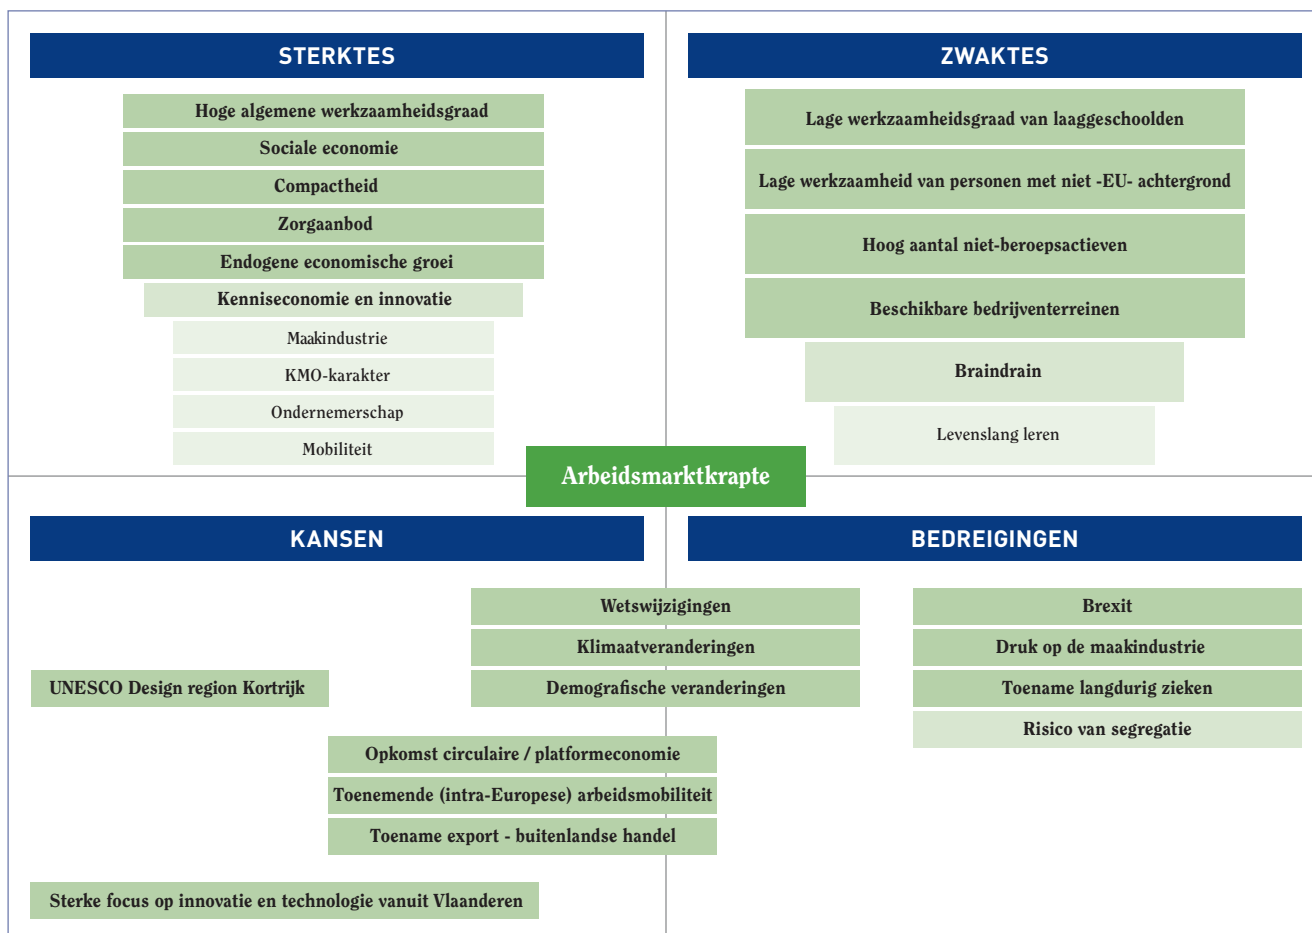 STERKTES
Hoge algemene werkzaamheidsgraad
Sociale economie
Compactheid
Zorgaanbod
Endogene economische groei
Kenniseconomie en innovatie
Maakindustrie
KMO-karakter
Ondernemerschap
Mobiliteit
ZWAKTES
Lage werkzaamheidsgraad van laaggeschoolden
Lage werkzaamheid van personen met niet -EU- achtergrond
Hoog aantal niet-beroepsactieven
Beschikbare bedrijventerreinen
Braindrain
Levenslang leren
Arbeidsmarktkrapte
KANSEN
UNESCO Design region Kortrijk
Wetswijzigingen
Klimaatveranderingen
Demografische veranderingen
Opkomst circulaire / platformeconomie
Toenemende (intra-Europese) arbeidsmobiliteit
Toename export - buitenlandse handel
Sterke focus op innovatie en technologie vanuit Vlaanderen
BEDREIGINGEN
Brexit
Druk op de maakindustrie
Toename langdurig zieken
Risico van segregatie